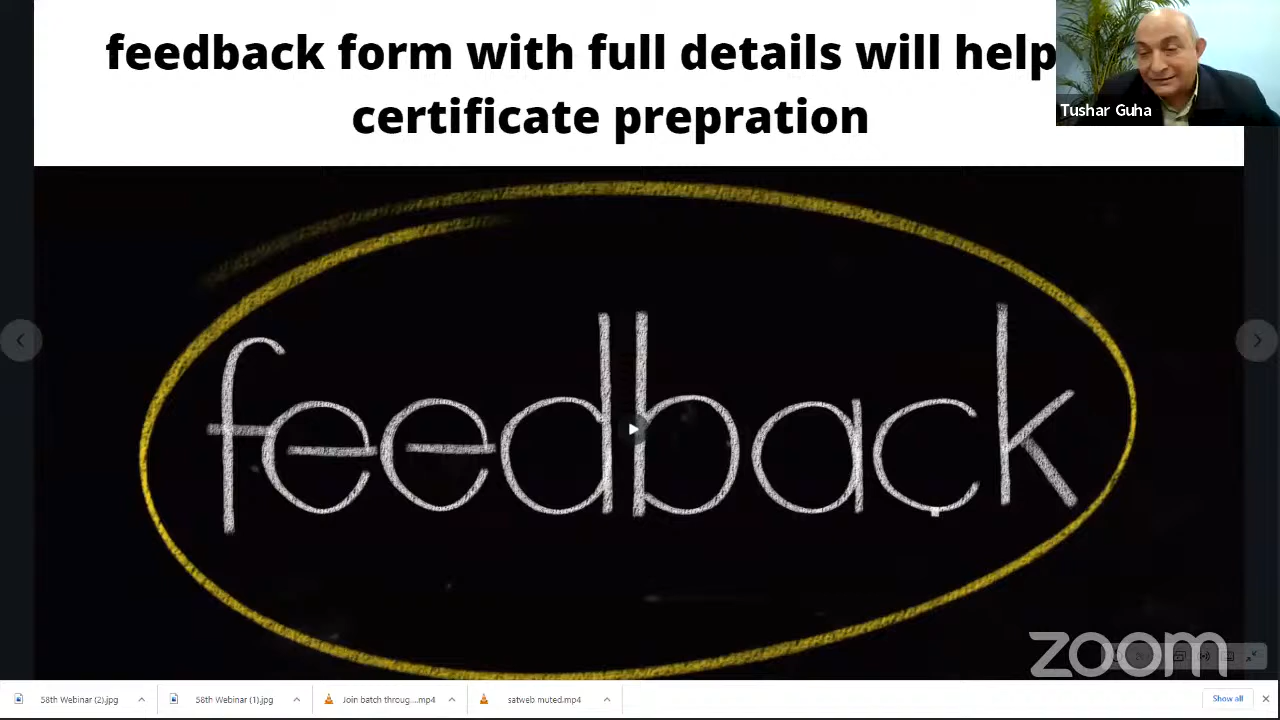 feedback form with full details will help
certificate prepration
Tushar Guha
feedback
zoom
58th Webinar (2).jpg
58th Webinar (1).jpg
Join batch throug....mp4
satweb muted.mp4
Show all